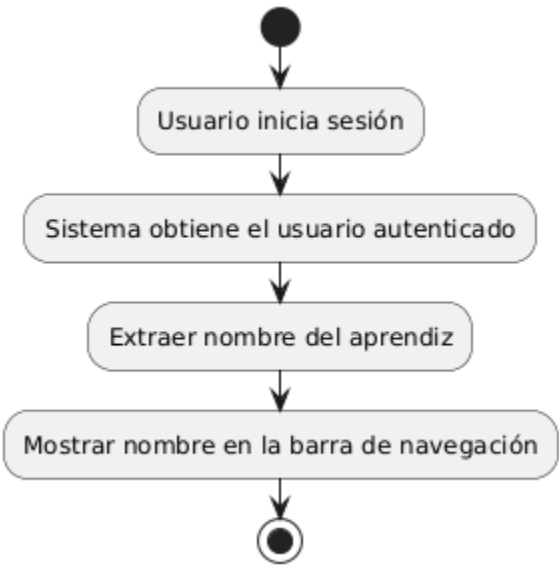 Usuario inicia sesión
Sistema obtiene el usuario autenticado
Extraer nombre del aprendiz
Mostrar nombre en la barra de navegación